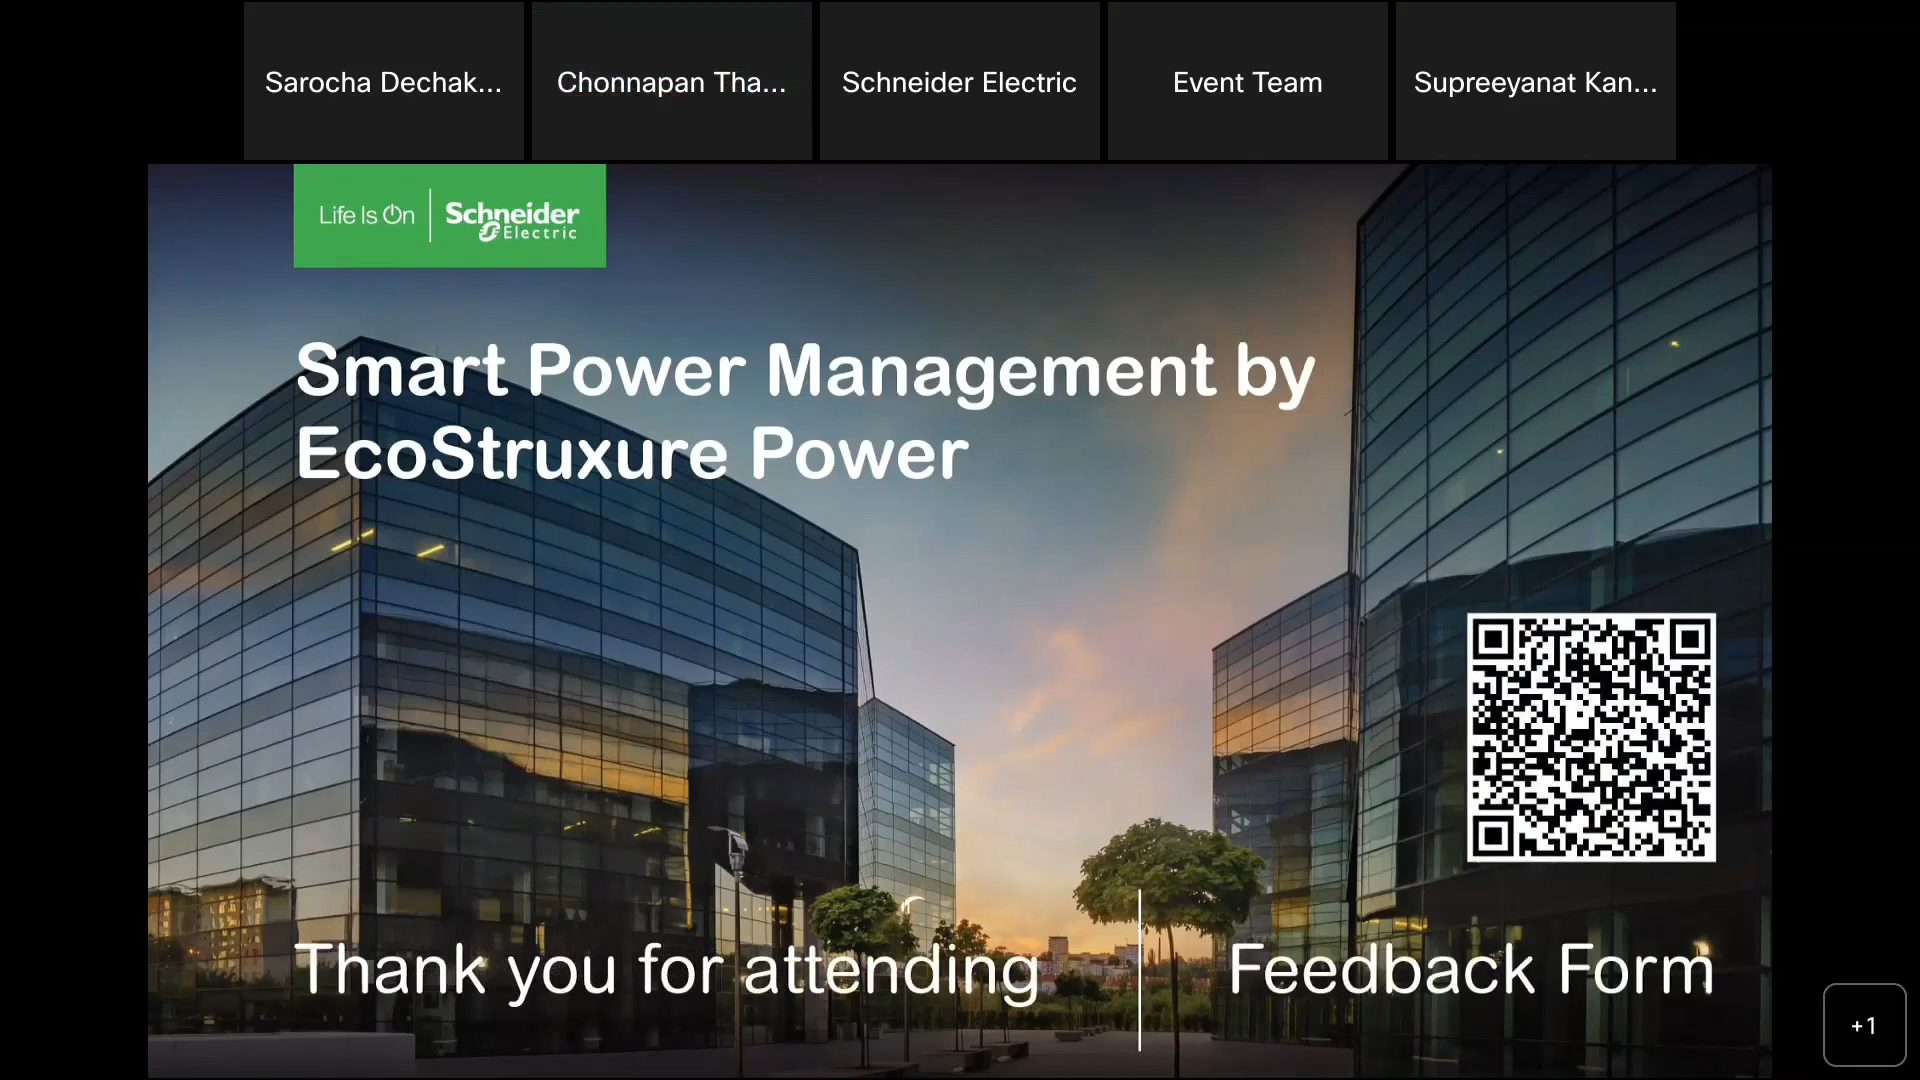 Sarocha Dechak...
Chonnapan Tha...
Schneider Electric
Event Team
Supreeyanat Kan...
Life Is On
Schneider
Electric
Smart Power Management by
EcoStruxure Power
Thank you for attending
Feedback Form
+1